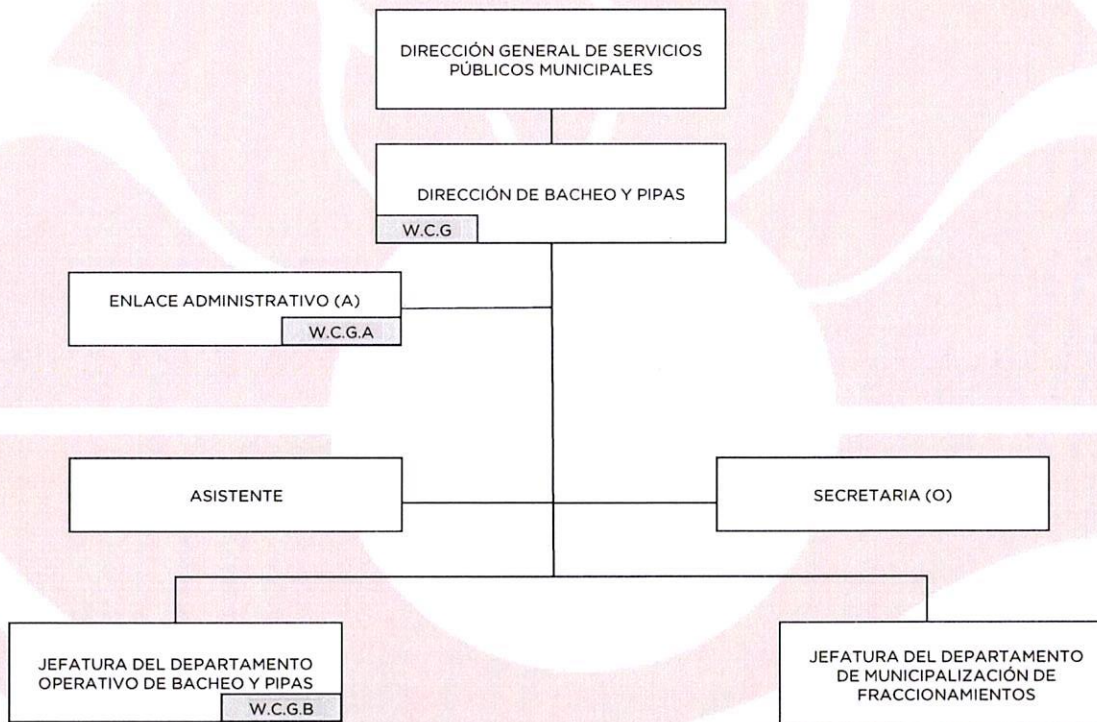 DIRECCIÓN GENERAL DE SERVICIOS
PÚBLICOS MUNICIPALES
DIRECCIÓN DE BACHEO Y PIPAS
W.C.G
ENLACE ADMINISTRATIVO (A)
W.C.G.A
ASISTENTE
SECRETARIA (O)
JEFATURA DEL DEPARTAMENTO
OPERATIVO DE BACHEO Y PIPAS
W.C.G.B
JEFATURA DEL DEPARTAMENTO
DE MUNICIPALIZACIÓN DE
FRACCIONAMIENTOS